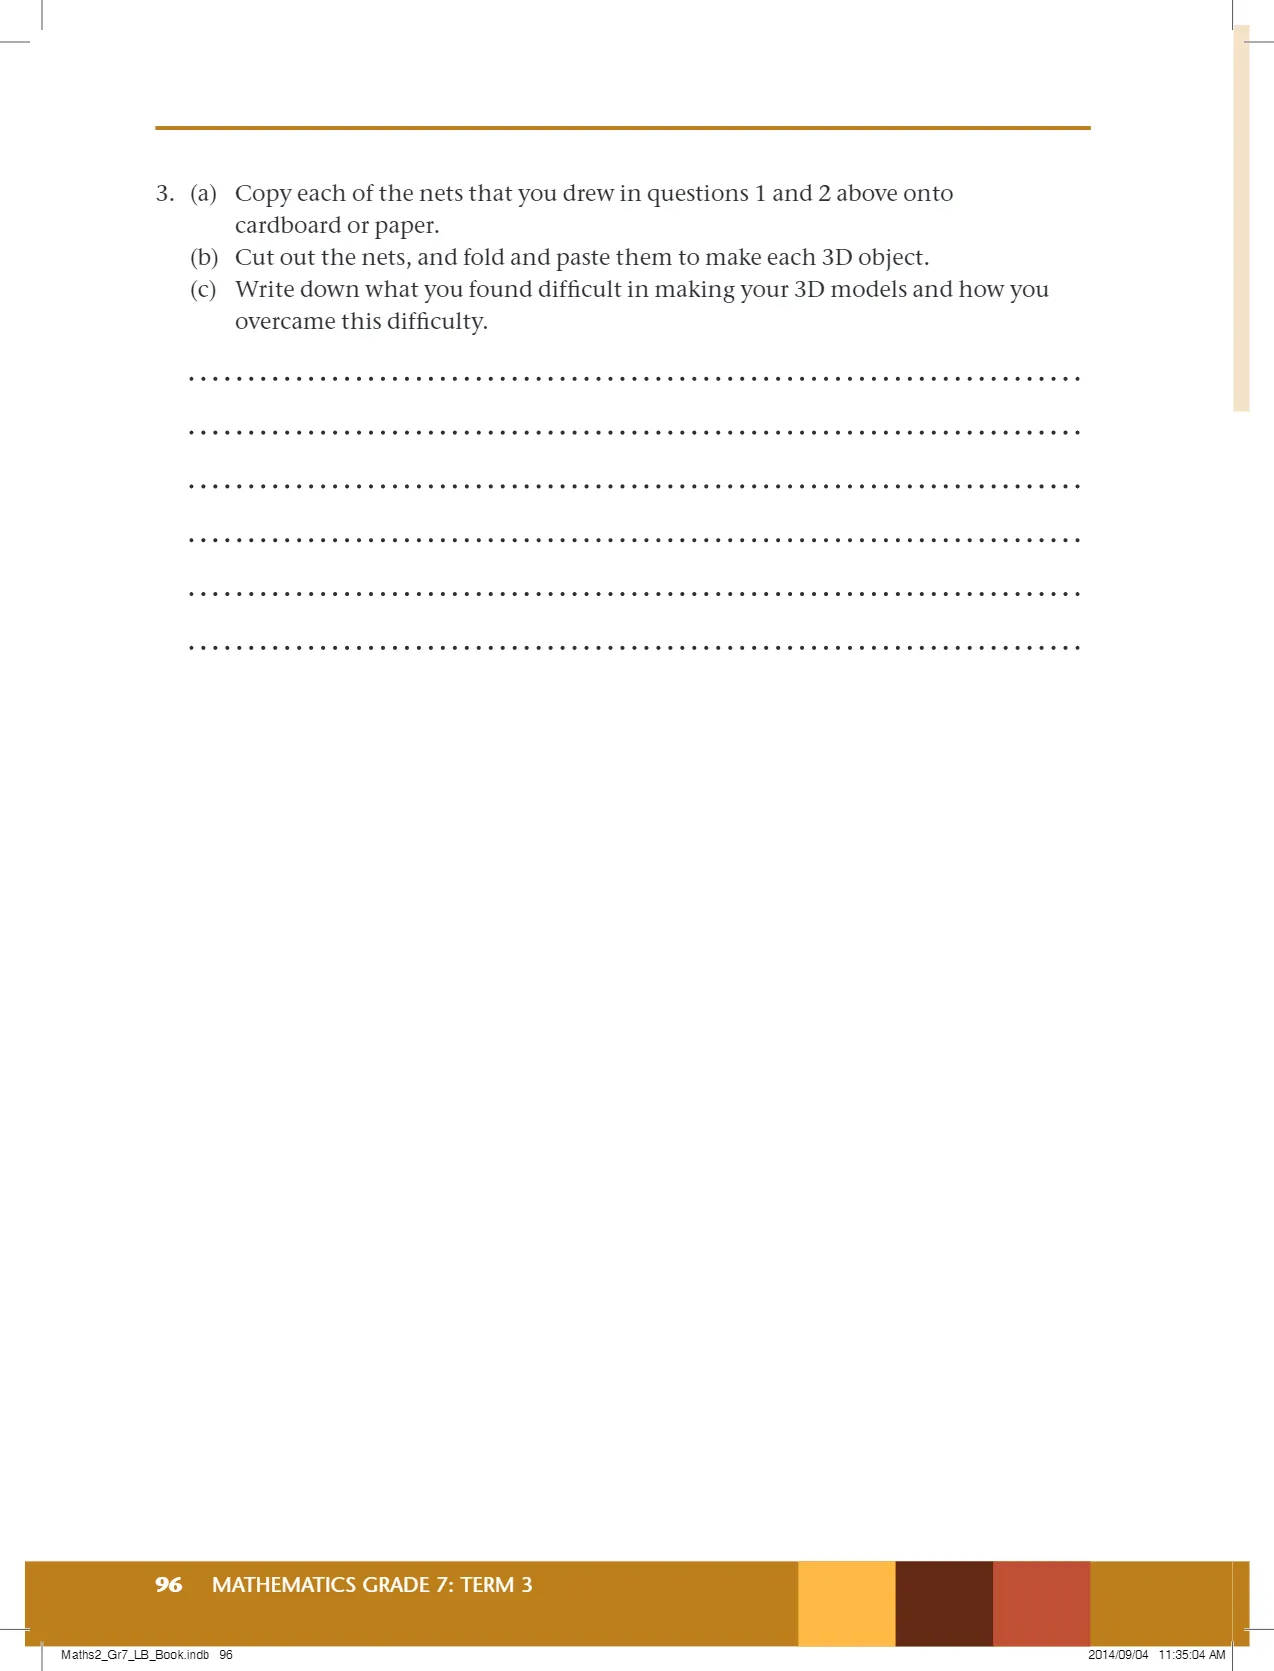 3. (a) Copy each of the nets that you drew in questions 1 and 2 above onto
cardboard or paper.
(b) Cut out the nets, and fold and paste them to make each 3D object.
(c) Write down what you found difficult in making your 3D models and how you
overcame this difficulty.
96 MATHEMATICS GRADE 7: TERM 3
Maths2_Gr7_LB_Book.indb 96
2014/09/04 11:35:04 AM